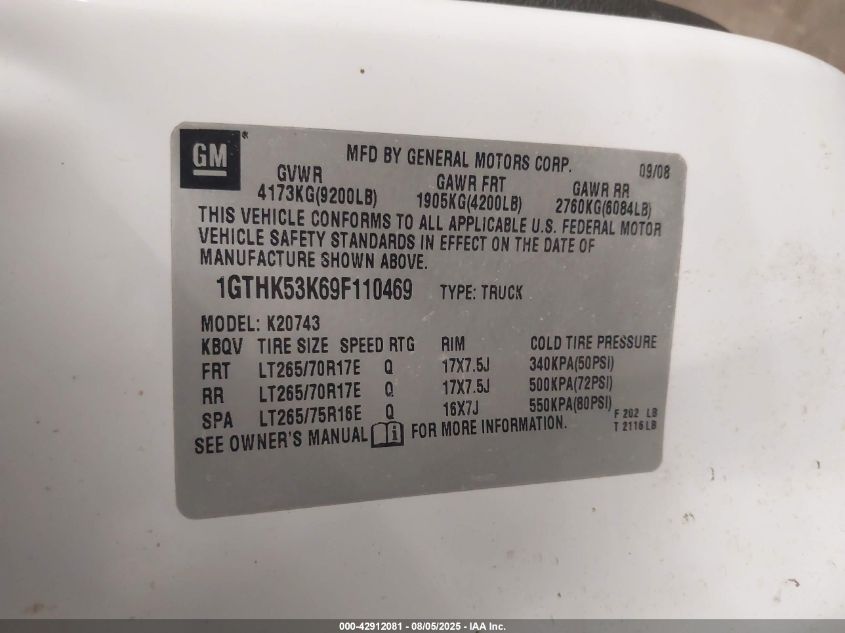 GM
MFD BY GENERAL MOTORS CORP. 09/08
GVWR GAWR FRT GAWR RR
4173KG(9200LB) 1905KG(4200LB) 2760KG(6084LB)
THIS VEHICLE CONFORMS TO ALL APPLICABLE U.S. FEDERAL MOTOR
VEHICLE SAFETY STANDARDS IN EFFECT ON THE DATE OF
MANUFACTURE SHOWN ABOVE.
1GTHK53K69F110469 TYPE: TRUCK
MODEL: K20743
KBQV TIRE SIZE SPEED RTG RIM COLD TIRE PRESSURE
FRT LT265/70R17E Q 17X7.5J 340KPA(50PSI)
RR LT265/70R17E Q 17X7.5J 500KPA(72PSI)
SPA LT265/75R16E Q 16X7J 550KPA(80PSI)
F 202 LB
T 2116LB
SEE OWNER'S MANUAL i FOR MORE INFORMATION.
000-42912081 - 08/05/2025 - IAA Inc.